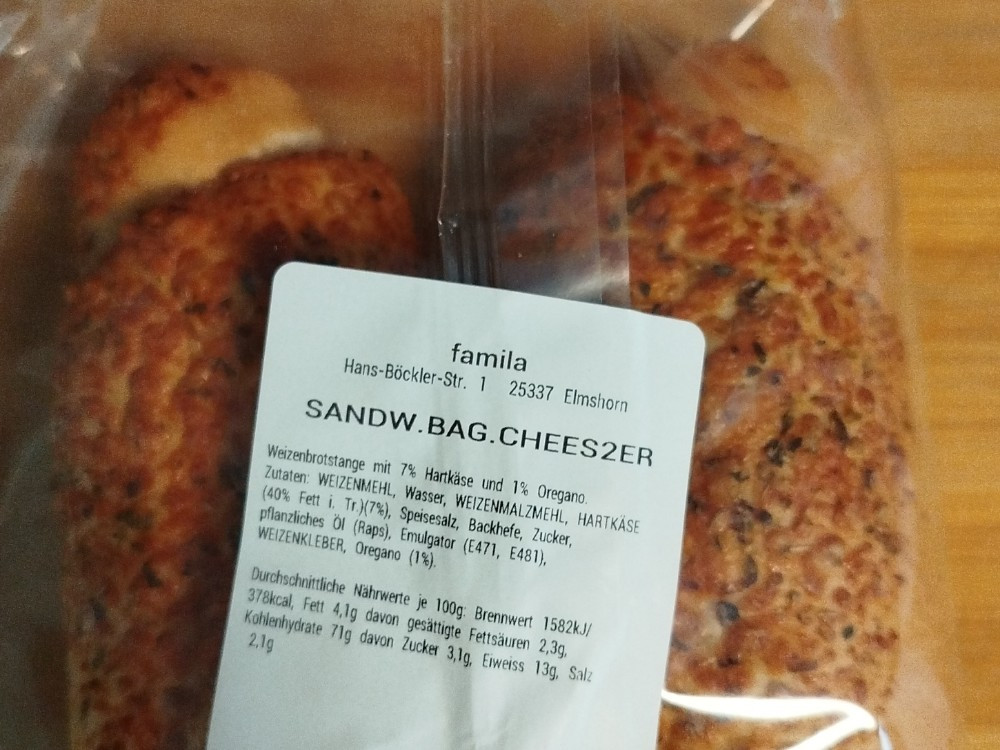 famila
Hans-Böckler-Str. 1 25337 Elmshorn
SANDW.BAG.CHEES2ER
Weizenbrotstange mit 7% Hartkäse und 1% Oregano.
Zutaten: WEIZENMEHL, Wasser, WEIZENMALZMEHL, HARTKÄSE
(40% Fett i. Tr.)(7%), Speisesalz, Backhefe, Zucker,
pflanzliches Öl (Raps), Emulgator (E471, E481),
WEIZENKLEBER, Oregano (1%).
Durchschnittliche Nährwerte je 100g: Brennwert 1582kJ/
378kcal, Fett 4,1g davon gesättigte Fettsäuren 2,3g,
Kohlenhydrate 71g davon Zucker 3,1g, Eiweiss 13g, Salz
2,1g